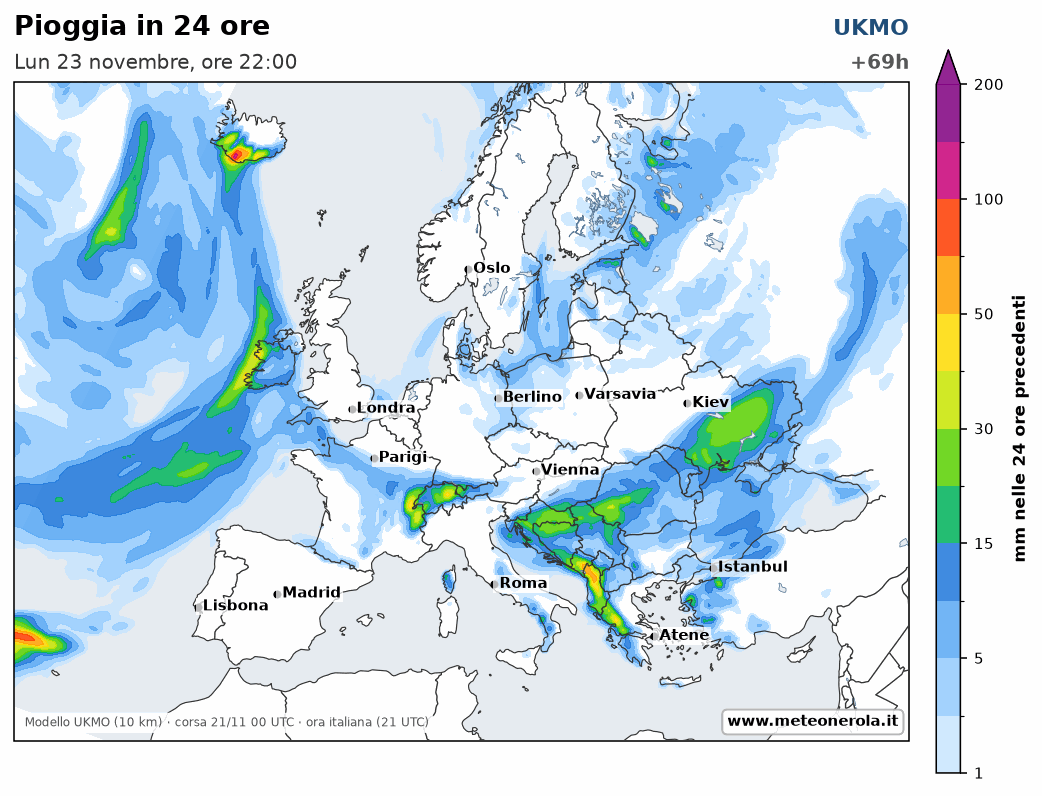 Pioggia in 24 ore
UKMO
Lun 23 novembre, ore 22:00
+69h
200
100
50
30
15
5
1
mm nelle 24 ore precedenti
Oslo
Berlino
Varsavia
Kiev
Londra
Parigi
Vienna
Istanbul
Roma
Madrid
Lisbona
Atene
Modello UKMO (10 km) · corsa 21/11 00 UTC · ora italiana (21 UTC)
www.meteonerola.it